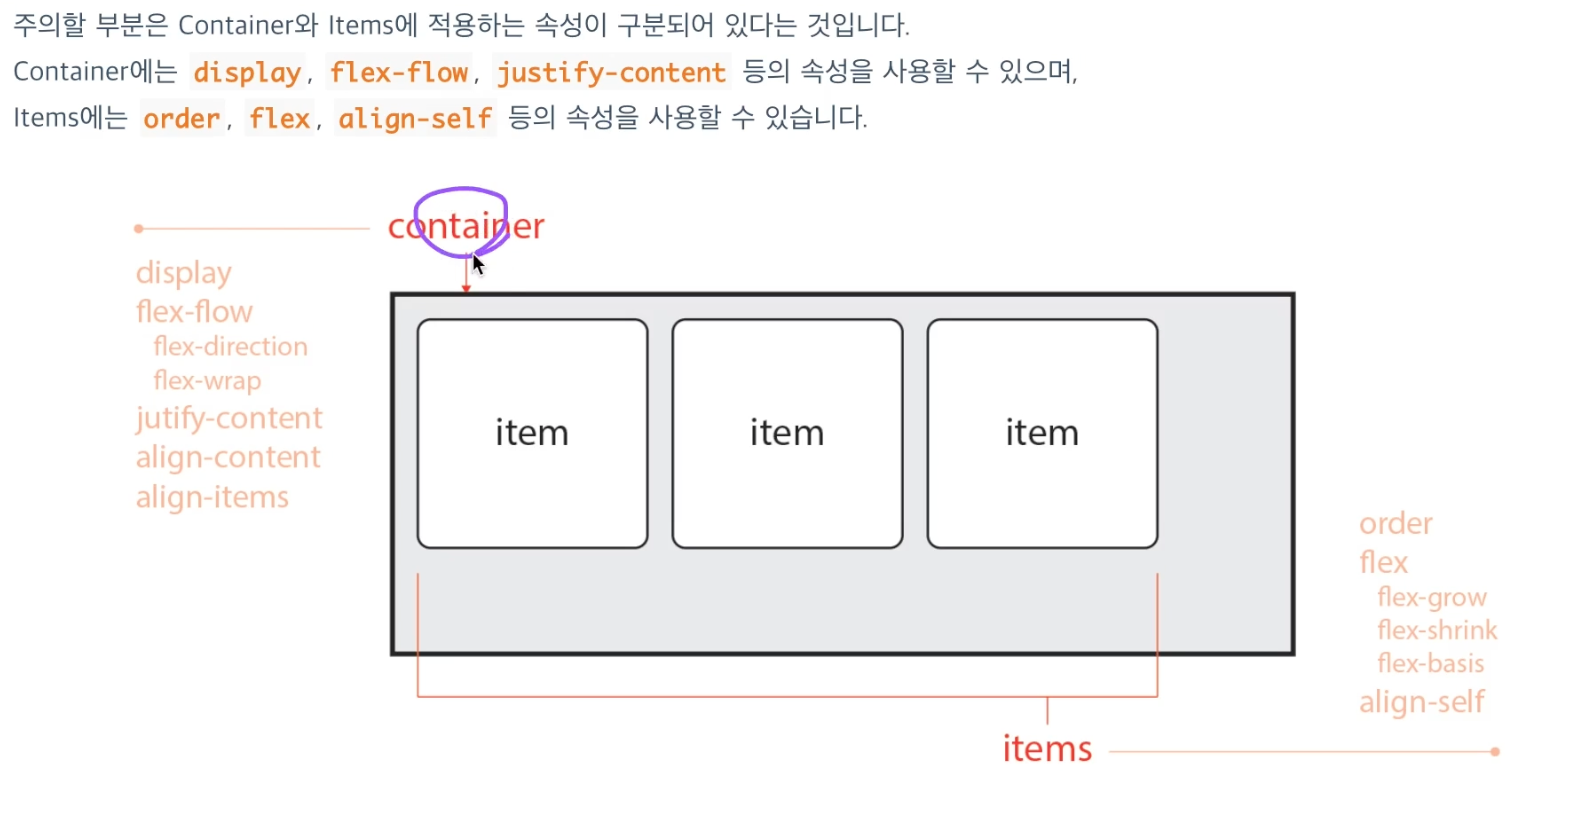 주의할 부분은 Container와 Items에 적용하는 속성이 구분되어 있다는 것입니다.
Container에는 display, flex-flow, justify-content 등의 속성을 사용할 수 있으며,
Items에는 order, flex, align-self 등의 속성을 사용할 수 있습니다.
container
display
flex-flow
flex-direction
flex-wrap
jutify-content
align-content
align-items
item item item
order
flex
flex-grow
flex-shrink
flex-basis
align-self
items